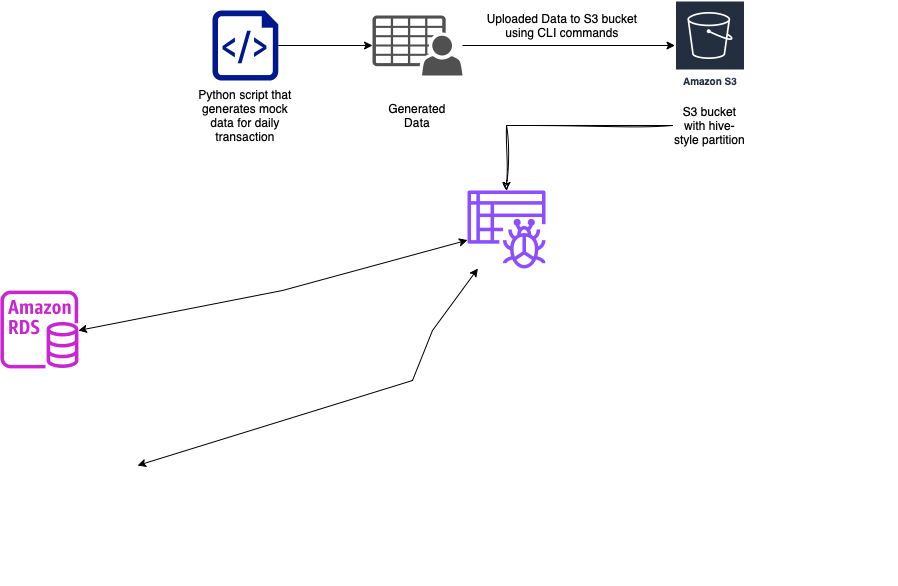 Uploaded Data to S3 bucket
using CLI commands
</>
Amazon S3
Python script that
generates mock
data for daily
transaction
Generated
Data
S3 bucket
with hive-
style partition
Amazon
RDS